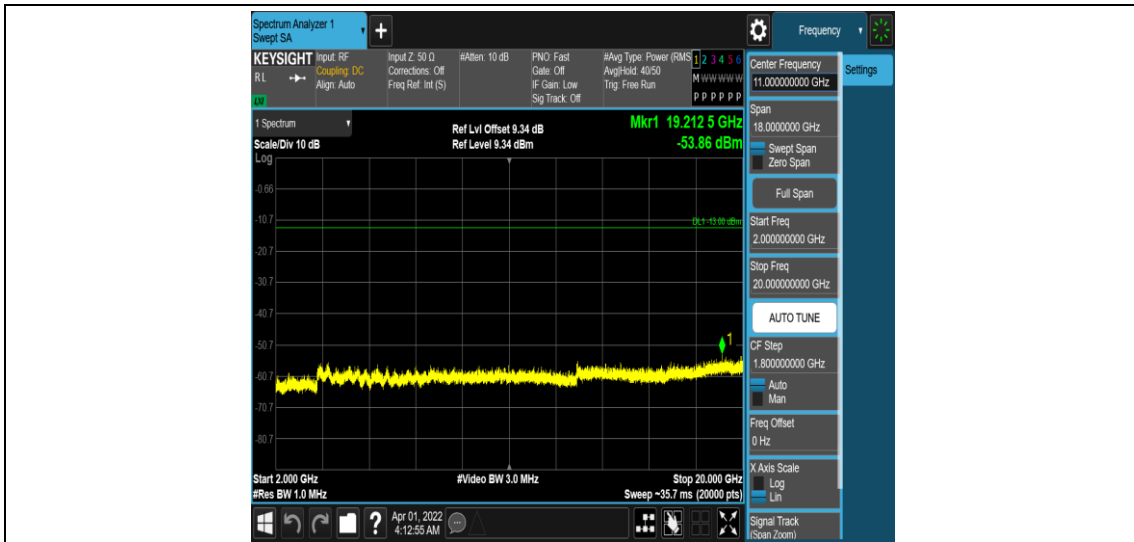 Spectrum Analyzer 1
Swept SA
+
Frequency
KEYSIGHT
RL
LXI
Input: RF
Coupling: DC
Align: Auto
Input Z: 50 Ω
Corrections: Off
Freq Ref: Int (S)
#Atten: 10 dB
PNO: Fast
Gate: Off
IF Gain: Low
Sig Track: Off
#Avg Type: Power (RMS
Avg|Hold: 40/50
Trig: Free Run
1 2 3 4 5 6
M W W W W W
P P P P P P
1 Spectrum
Scale/Div 10 dB
Log
Ref Lvl Offset 9.34 dB
Ref Level 9.34 dBm
Mkr1 19.212 5 GHz
-53.86 dBm
-0.66
-10.7
DL1 -13.00 dBm
-20.7
-30.7
-40.7
-50.7
1
-60.7
-70.7
-80.7
Start 2.000 GHz
#Res BW 1.0 MHz
#Video BW 3.0 MHz
Stop 20.000 GHz
Sweep ~35.7 ms (20000 pts)
Center Frequency
11.000000000 GHz
Settings
Span
18.0000000 GHz
Swept Span
Zero Span
Full Span
Start Freq
2.000000000 GHz
Stop Freq
20.000000000 GHz
AUTO TUNE
CF Step
1.800000000 GHz
Auto
Man
Freq Offset
0 Hz
X Axis Scale
Log
Lin
Signal Track
(Span Zoom)
?
Apr 01, 2022
4:12:55 AM